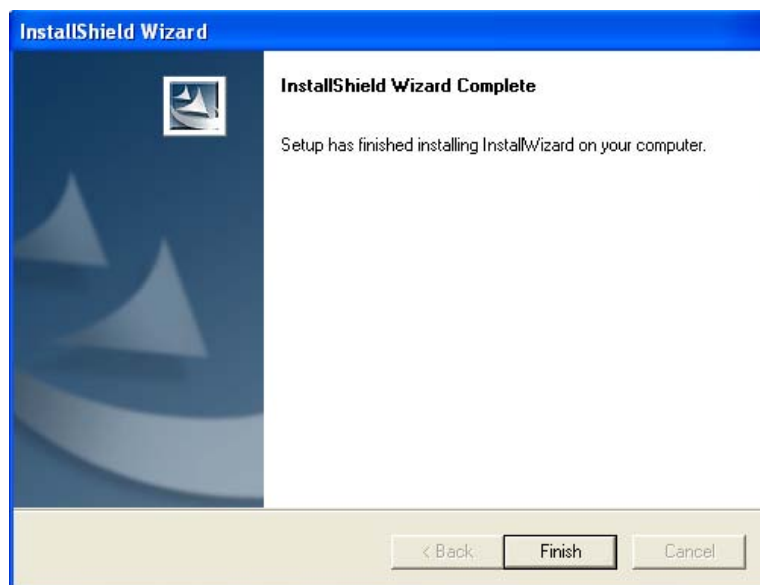 InstallShield Wizard
InstallShield Wizard Complete
Setup has finished installing InstallWizard on your computer.
< Back
Finish
Cancel